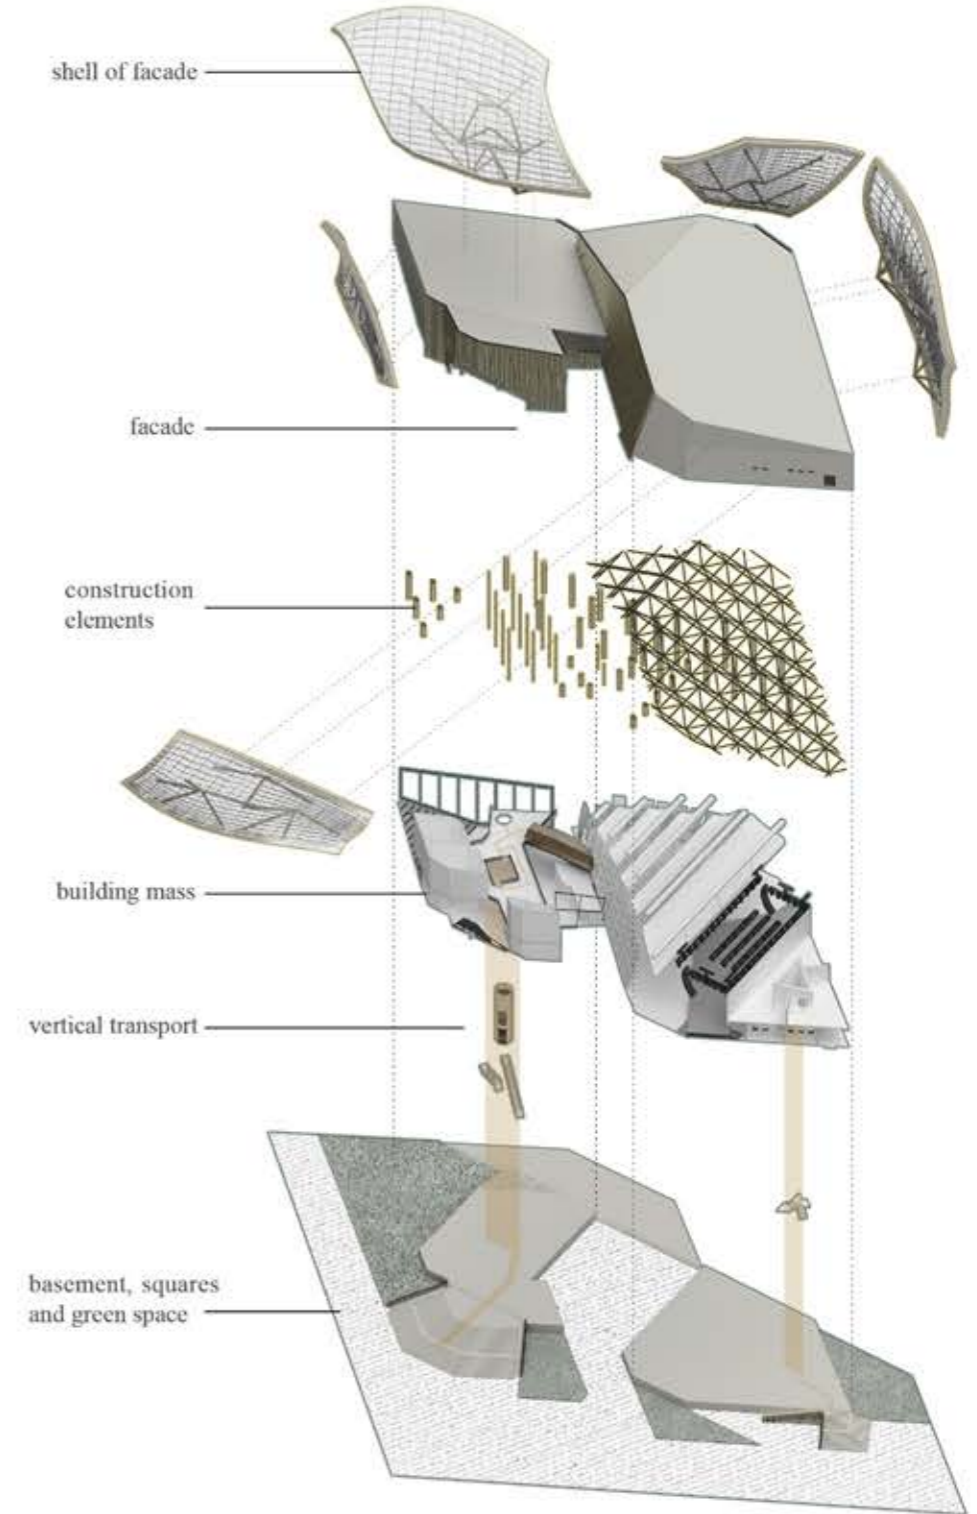 shell of facade
facade
construction
elements
building mass
vertical transport
basement, squares
and green space